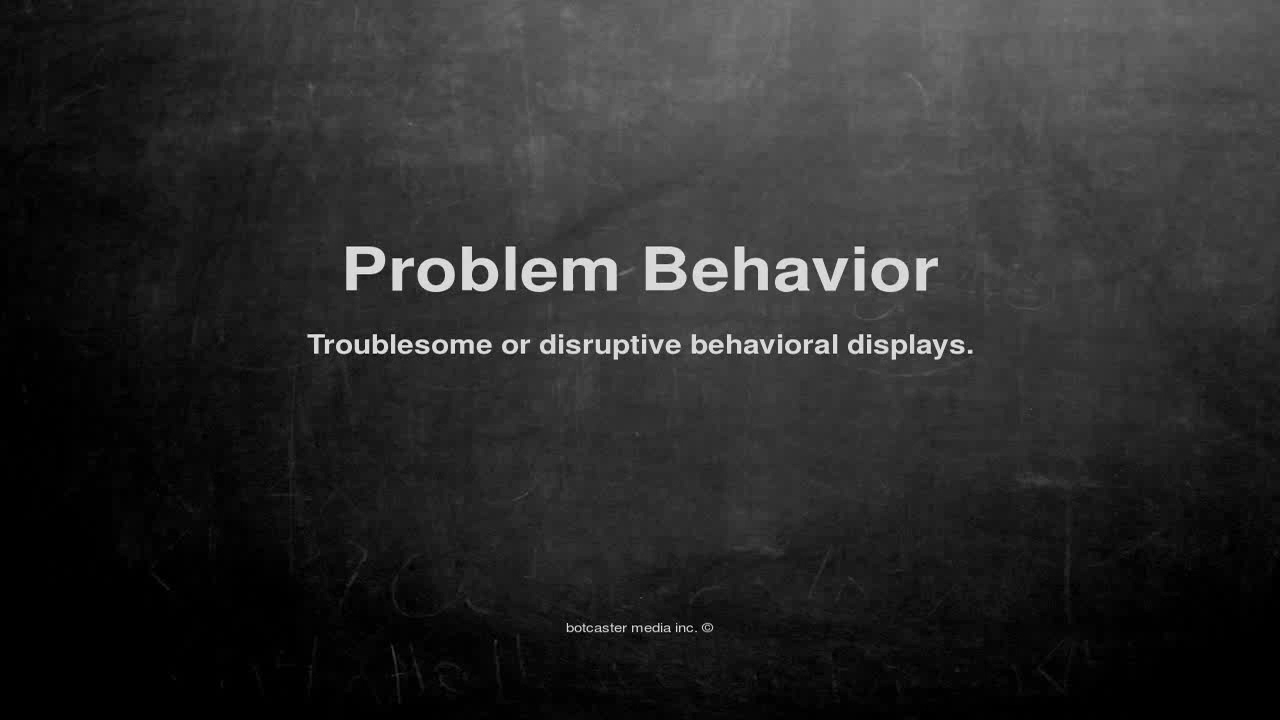 Problem Behavior
Troublesome or disruptive behavioral displays.
botcaster media inc. ©